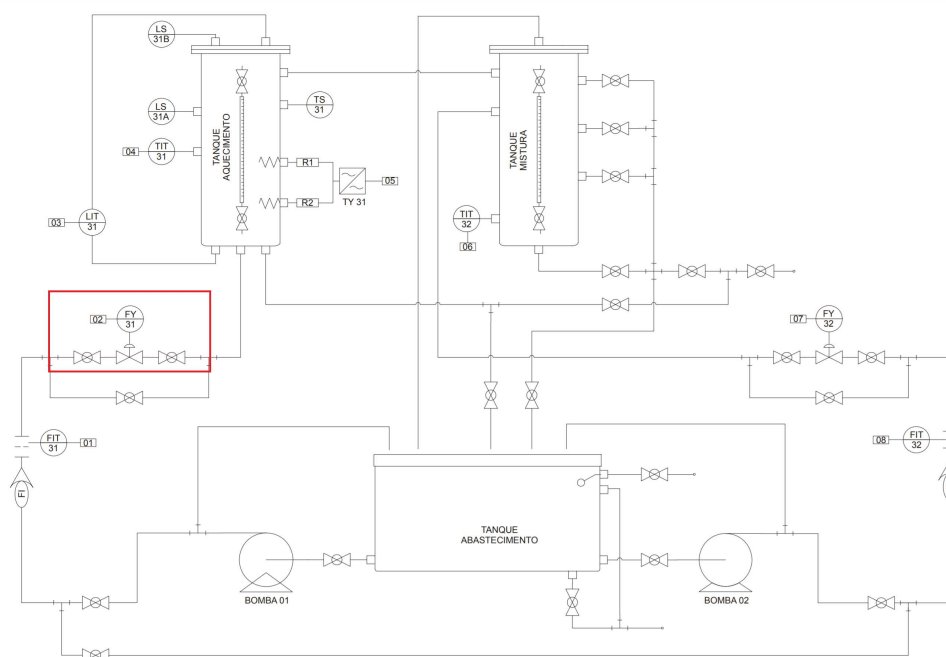 LS
31B
LS
31A
04
TIT
31
03
LIT
31
TANQUE
AQUECIMENTO
TS
31
R1
R2
TY 31
05
TANQUE
MISTURA
TIT
32
06
02
FY
31
07
FY
32
FIT
31
01
08
FIT
32
FI
TANQUE
ABASTECIMENTO
BOMBA 01
BOMBA 02